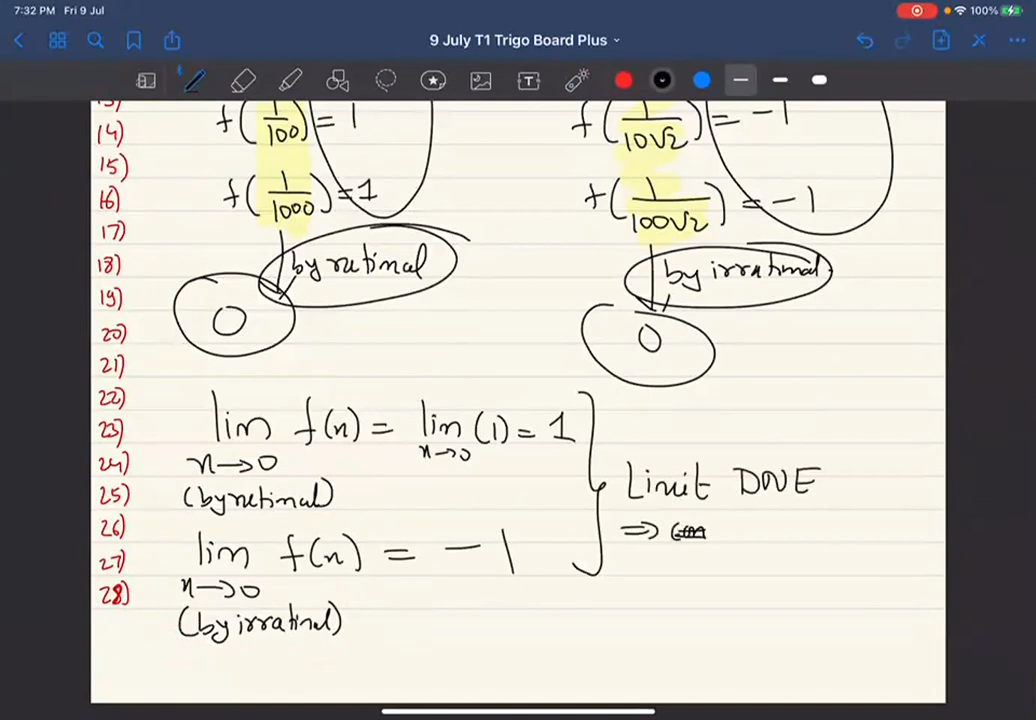 7:32 PM Fri 9 Jul
100%
9 July T1 Trigo Board Plus
13)
14)
15)
16)
17)
18)
19)
20)
21)
22)
23)
24)
25)
26)
27)
28)
f(1/100) = 1
f(1/1000) = 1
by rational
0
f(1/10√2) = -1
f(1/100√2) = -1
by irrational
0
lim f(x) = lim (1) = 1
x→0 x→0
(by rational)
lim f(x) = -1
x→0
(by irratinal)
Limit DNE
⇒